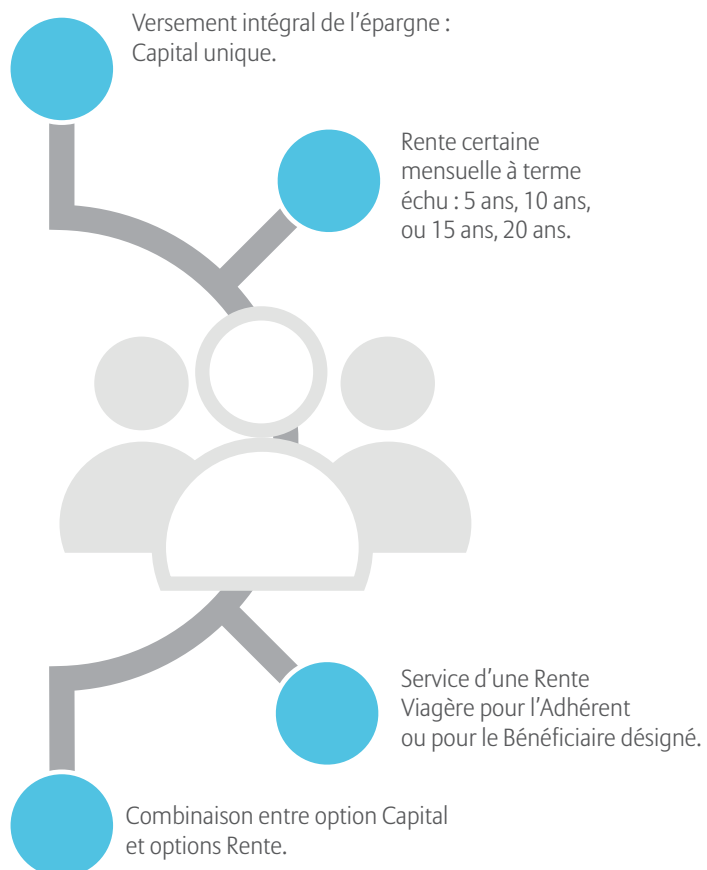 Versement intégral de l’épargne :
Capital unique.
Rente certaine
mensuelle à terme
échu : 5 ans, 10 ans,
ou 15 ans, 20 ans.
Service d’une Rente
Viagère pour l’Adhérent
ou pour le Bénéficiaire désigné.
Combinaison entre option Capital
et options Rente.